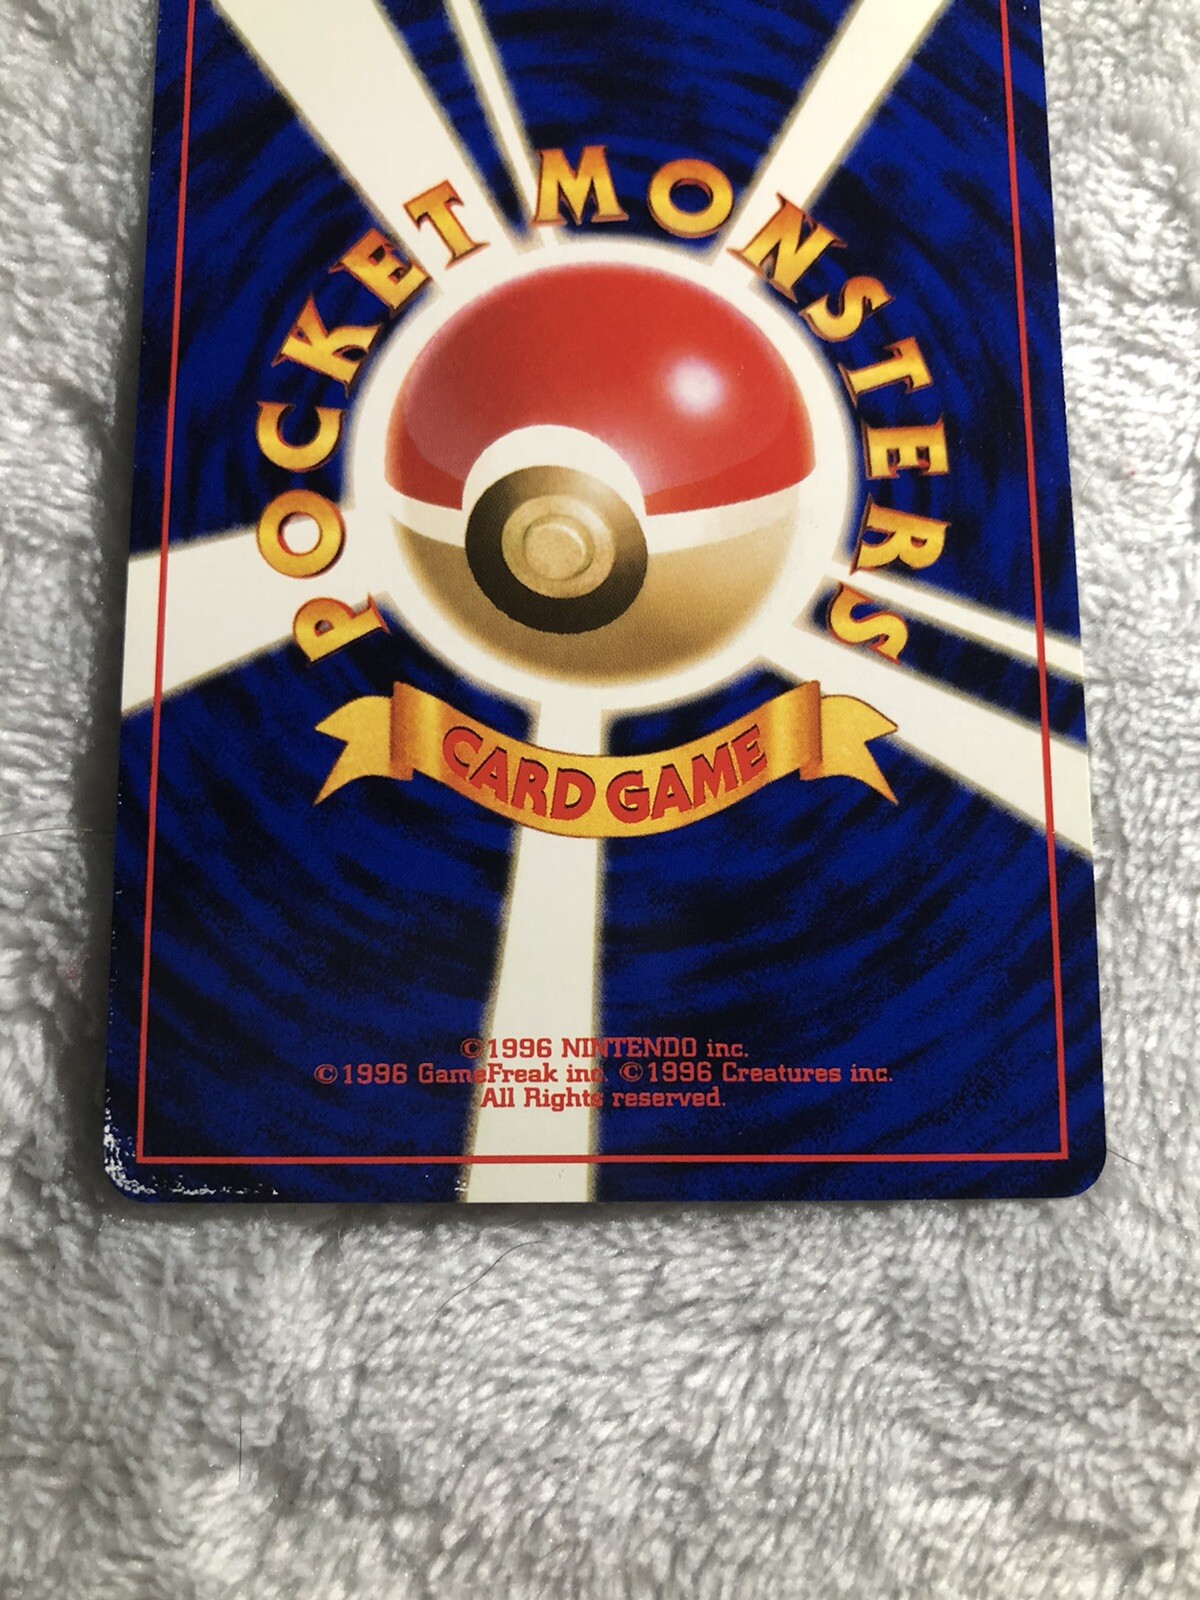 POCKET MONSTERS
CARD GAME
©1996 NINTENDO inc.
©1996 GameFreak inc. ©1996 Creatures inc.
All Rights reserved.